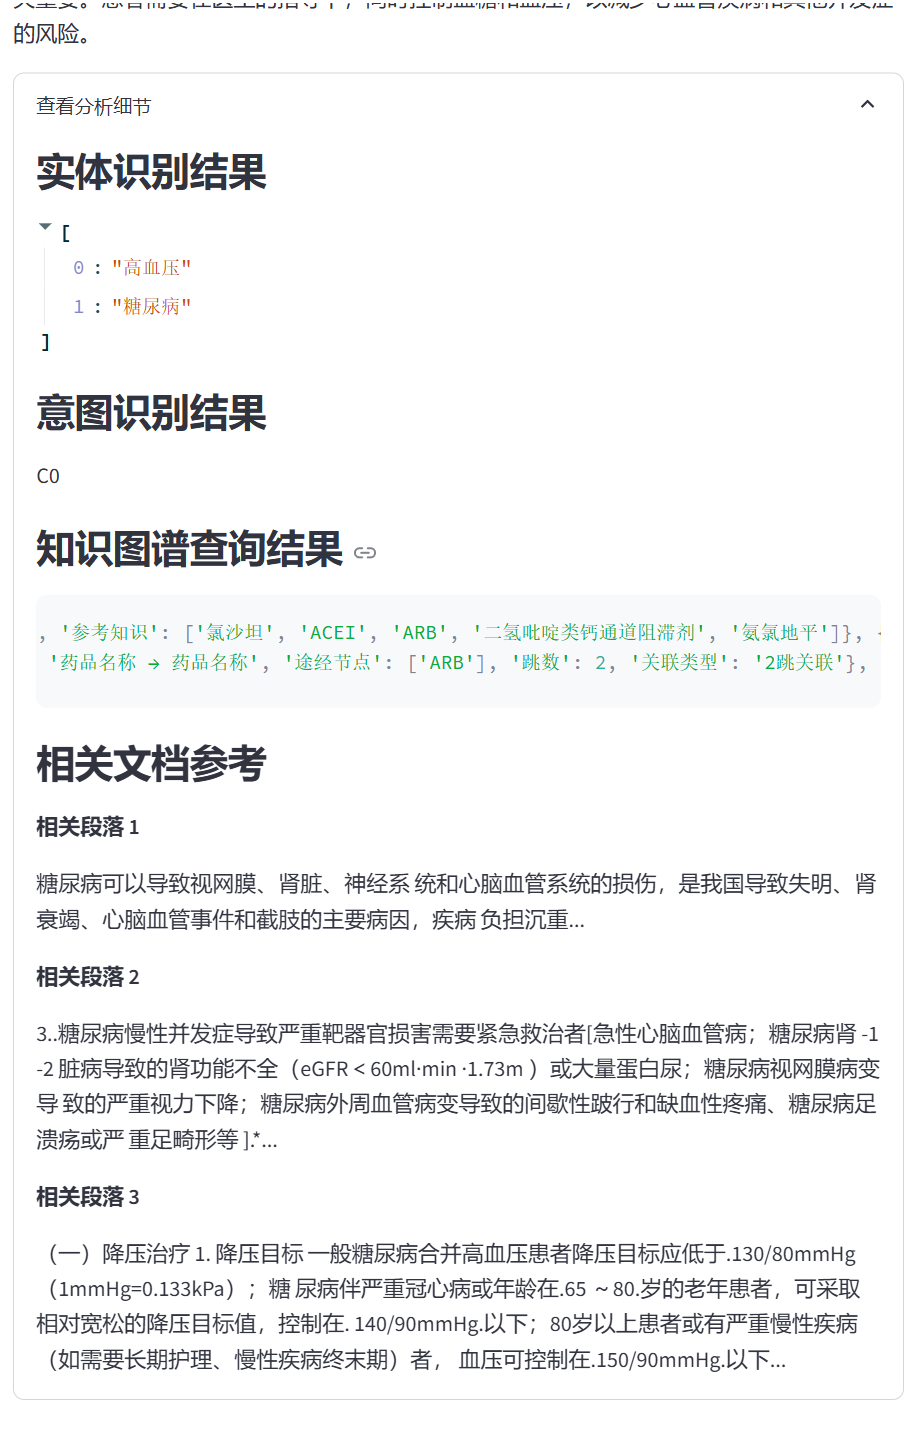 的风险。
查看分析细节
实体识别结果
[
0 : "高血压"
1 : "糖尿病"
]
意图识别结果
C0
知识图谱查询结果
, '参考知识': ['氯沙坦', 'ACEI', 'ARB', '二氢吡啶类钙通道阻滞剂', '氨氯地平']},
'药品名称 → 药品名称', '途经节点': ['ARB'], '跳数': 2, '关联类型': '2跳关联'},
相关文档参考
相关段落 1
糖尿病可以导致视网膜、肾脏、神经系 统和心脑血管系统的损伤，是我国导致失明、肾
衰竭、心脑血管事件和截肢的主要病因，疾病 负担沉重...
相关段落 2
3..糖尿病慢性并发症导致严重靶器官损害需要紧急救治者[急性心脑血管病；糖尿病肾 -1
-2 脏病导致的肾功能不全（eGFR < 60ml·min ·1.73m ）或大量蛋白尿；糖尿病视网膜病变
导 致的严重视力下降；糖尿病外周血管病变导致的间歇性跛行和缺血性疼痛、糖尿病足
溃疡或严 重足畸形等 ].*...
相关段落 3
（一）降压治疗 1. 降压目标 一般糖尿病合并高血压患者降压目标应低于.130/80mmHg
（1mmHg=0.133kPa）；糖 尿病伴严重冠心病或年龄在.65 ～80.岁的老年患者，可采取
相对宽松的降压目标值，控制在. 140/90mmHg.以下；80岁以上患者或有严重慢性疾病
（如需要长期护理、慢性疾病终末期）者， 血压可控制在.150/90mmHg.以下...